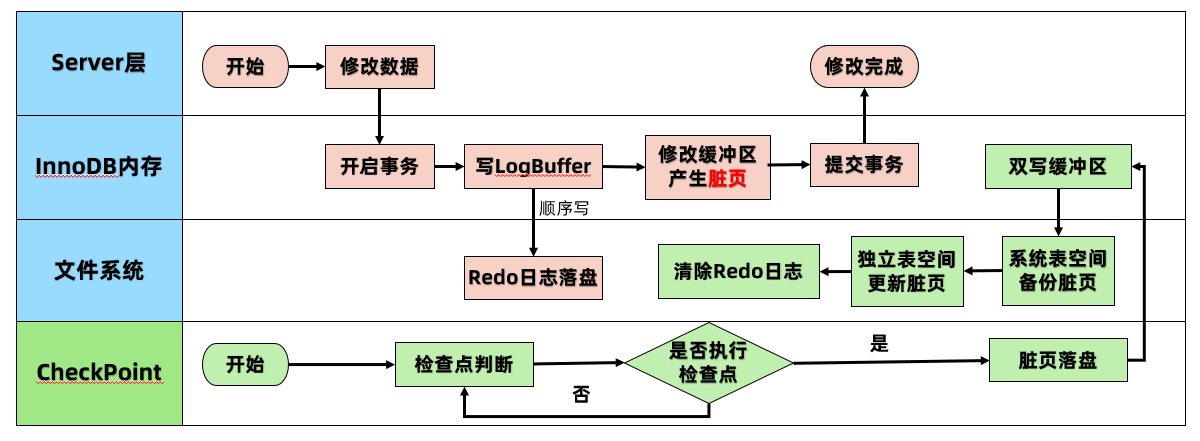 Server层
开始
修改数据
修改完成
InnoDB内存
开启事务
写LogBuffer
修改缓冲区
产生脏页
提交事务
双写缓冲区
顺序写
文件系统
Redo日志落盘
清除Redo日志
独立表空间
更新脏页
系统表空间
备份脏页
CheckPoint
开始
检查点判断
是否执行
检查点
是
脏页落盘
否